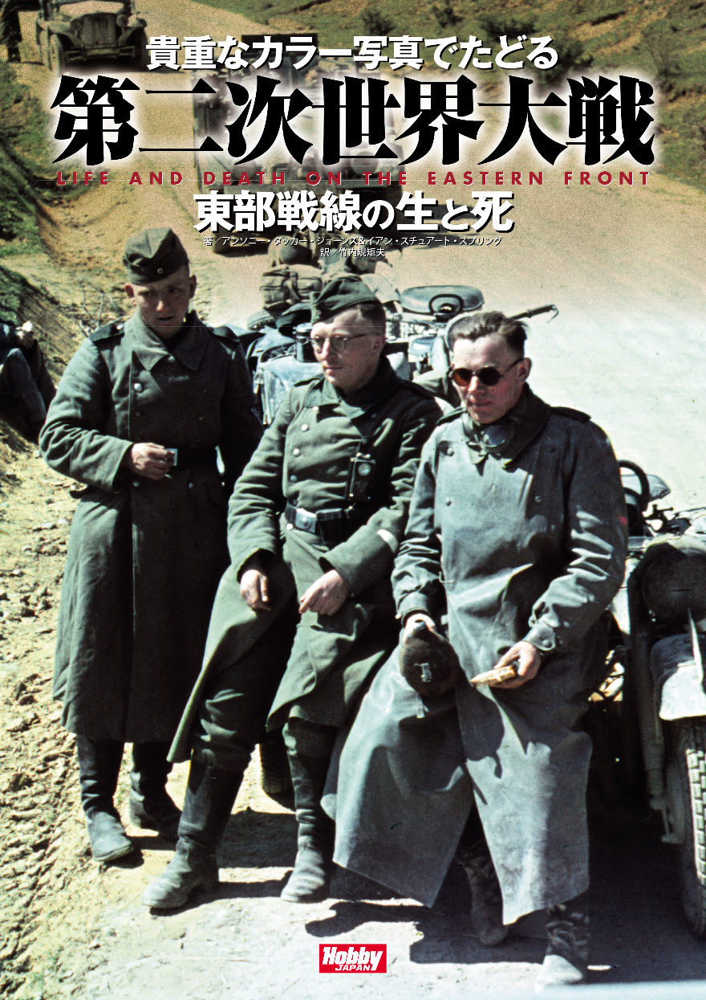 貴重なカラー写真でたどる
第二次世界大戦
LIFE AND DEATH ON THE EASTERN FRONT
東部戦線の生と死
著／アンソニー・タッカー・ジョーンズ＆イアン・スチュアート・スプリング
訳／竹内規矩夫
Hobby
JAPAN